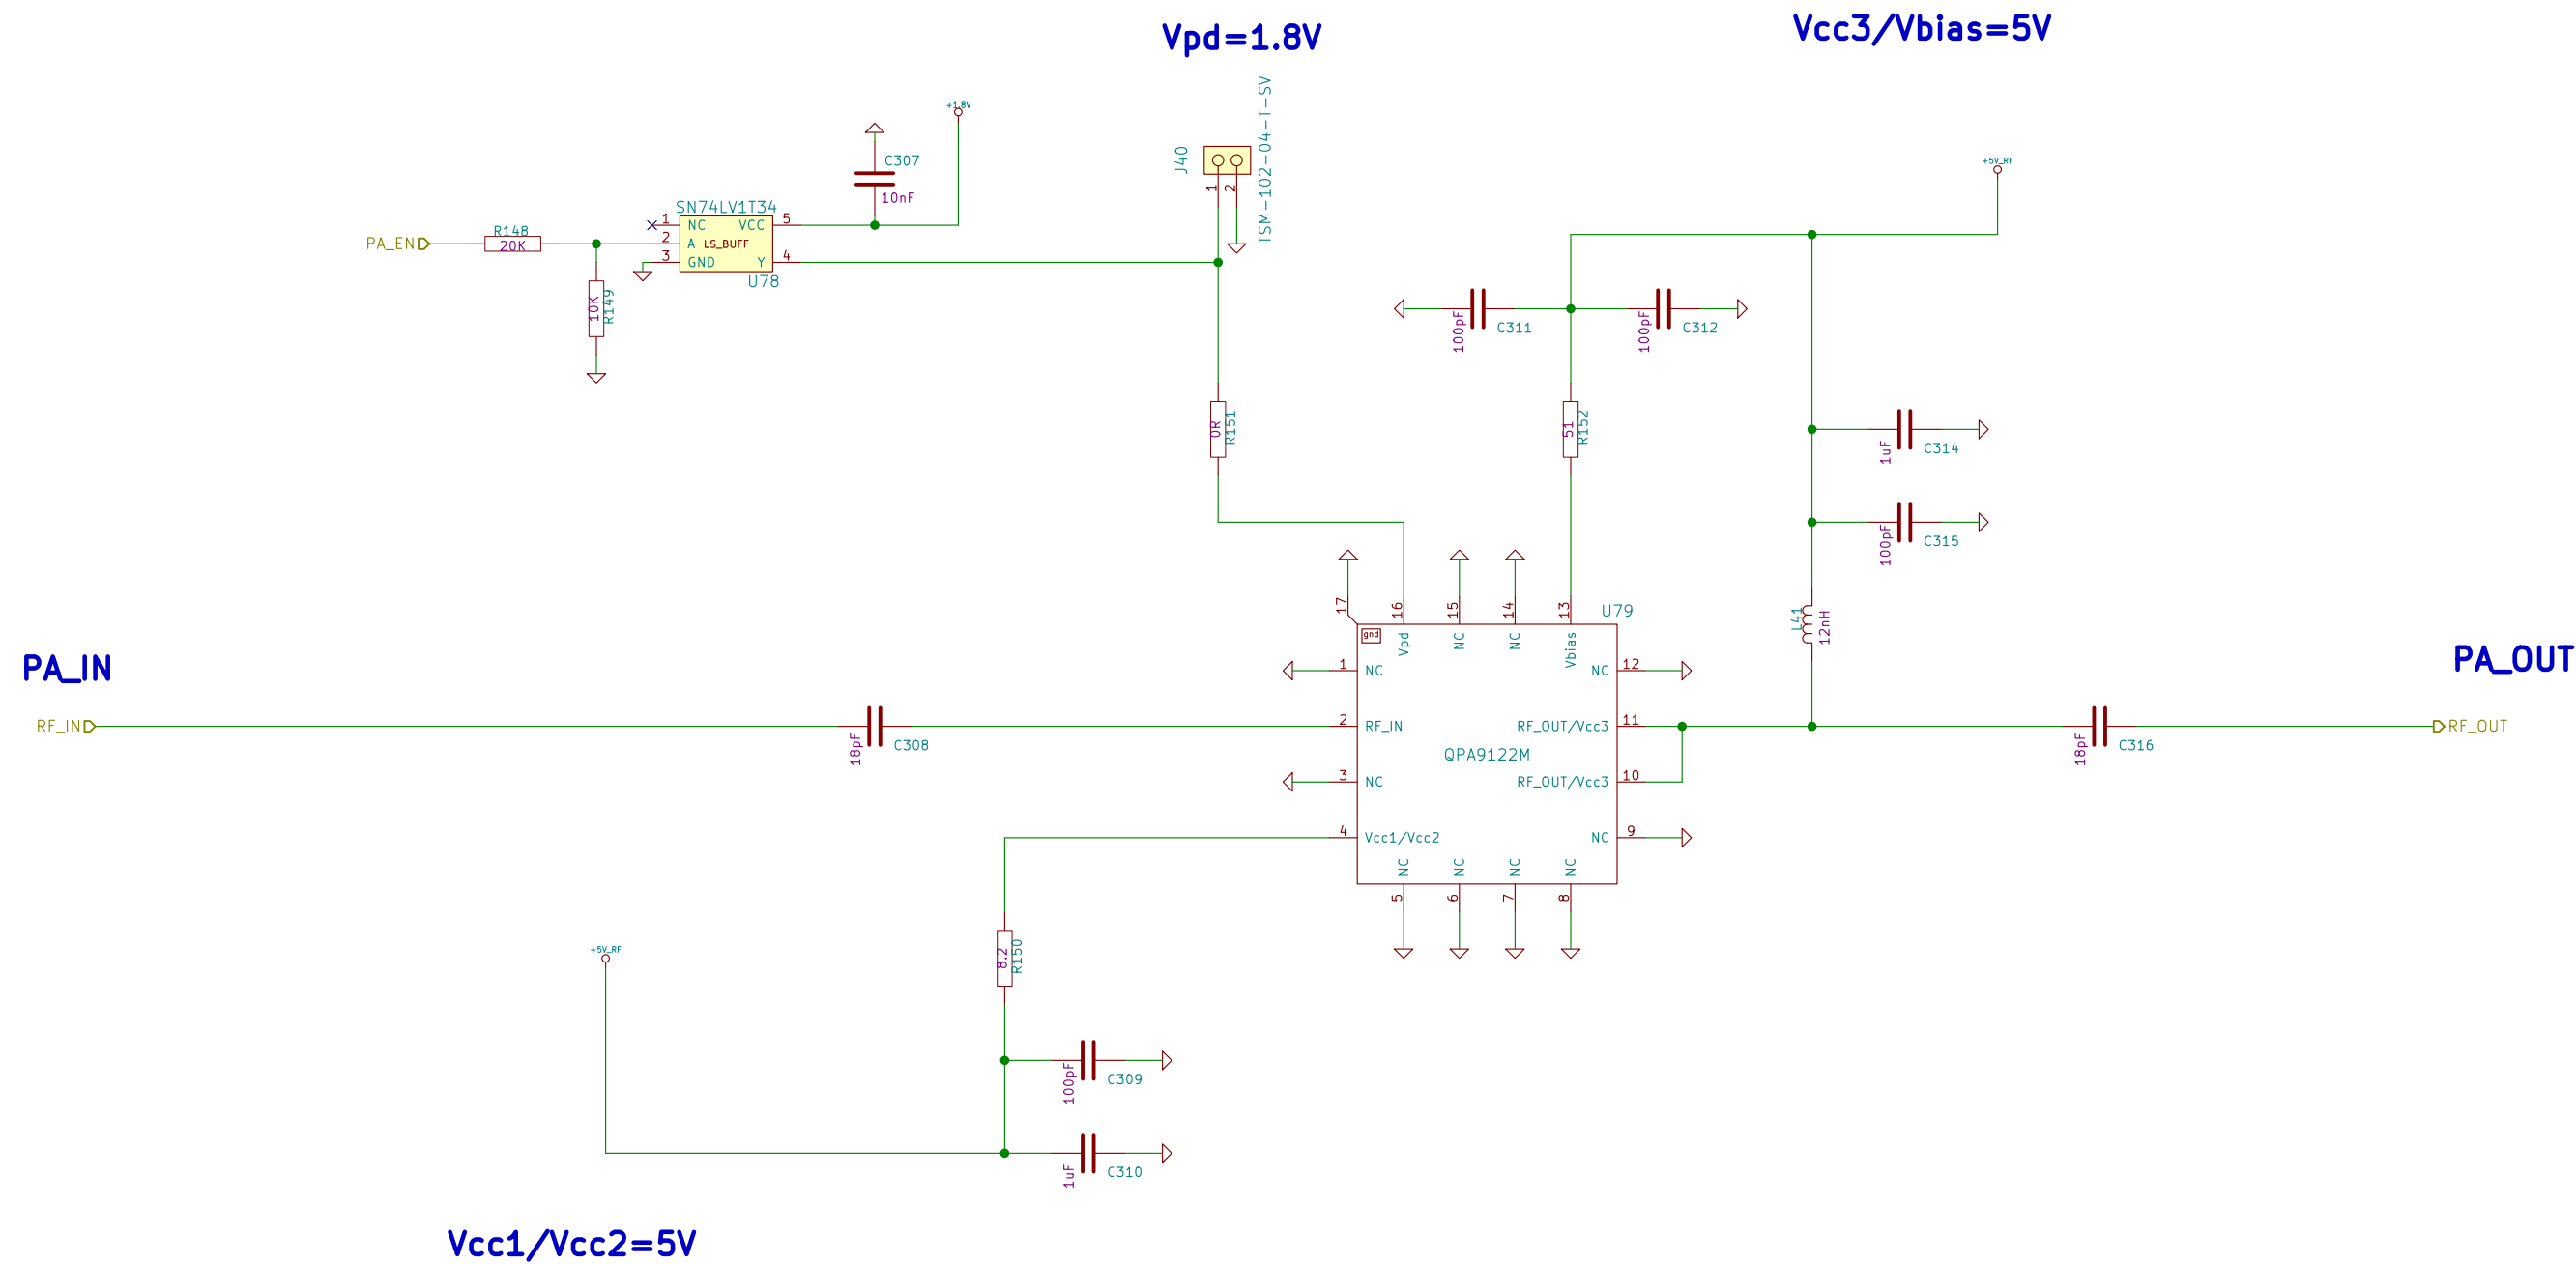 Vpd=1.8V
Vcc3/Vbias=5V
+1.8V
C307
10nF
J40
TSM-102-04-T-SV
1
2
+5V_RF
SN74LV1T34
1
NC
VCC
5
PA_EN
R148
20K
2
A
LS_BUFF
3
GND
Y
4
U78
10K
R149
100pF
C311
100pF
C312
0R
R151
51
R152
1uF
C314
100pF
C315
17
16
15
14
13
U79
gnd
Vpd
NC
NC
Vbias
L41
12nH
PA_IN
PA_OUT
1
NC
NC
12
RF_IN
18pF
C308
2
RF_IN
RF_OUT/Vcc3
11
18pF
C316
RF_OUT
QPA9122M
3
NC
RF_OUT/Vcc3
10
4
Vcc1/Vcc2
NC
9
NC
NC
NC
NC
5
6
7
8
+5V_RF
8.2
R150
100pF
C309
1uF
C310
Vcc1/Vcc2=5V